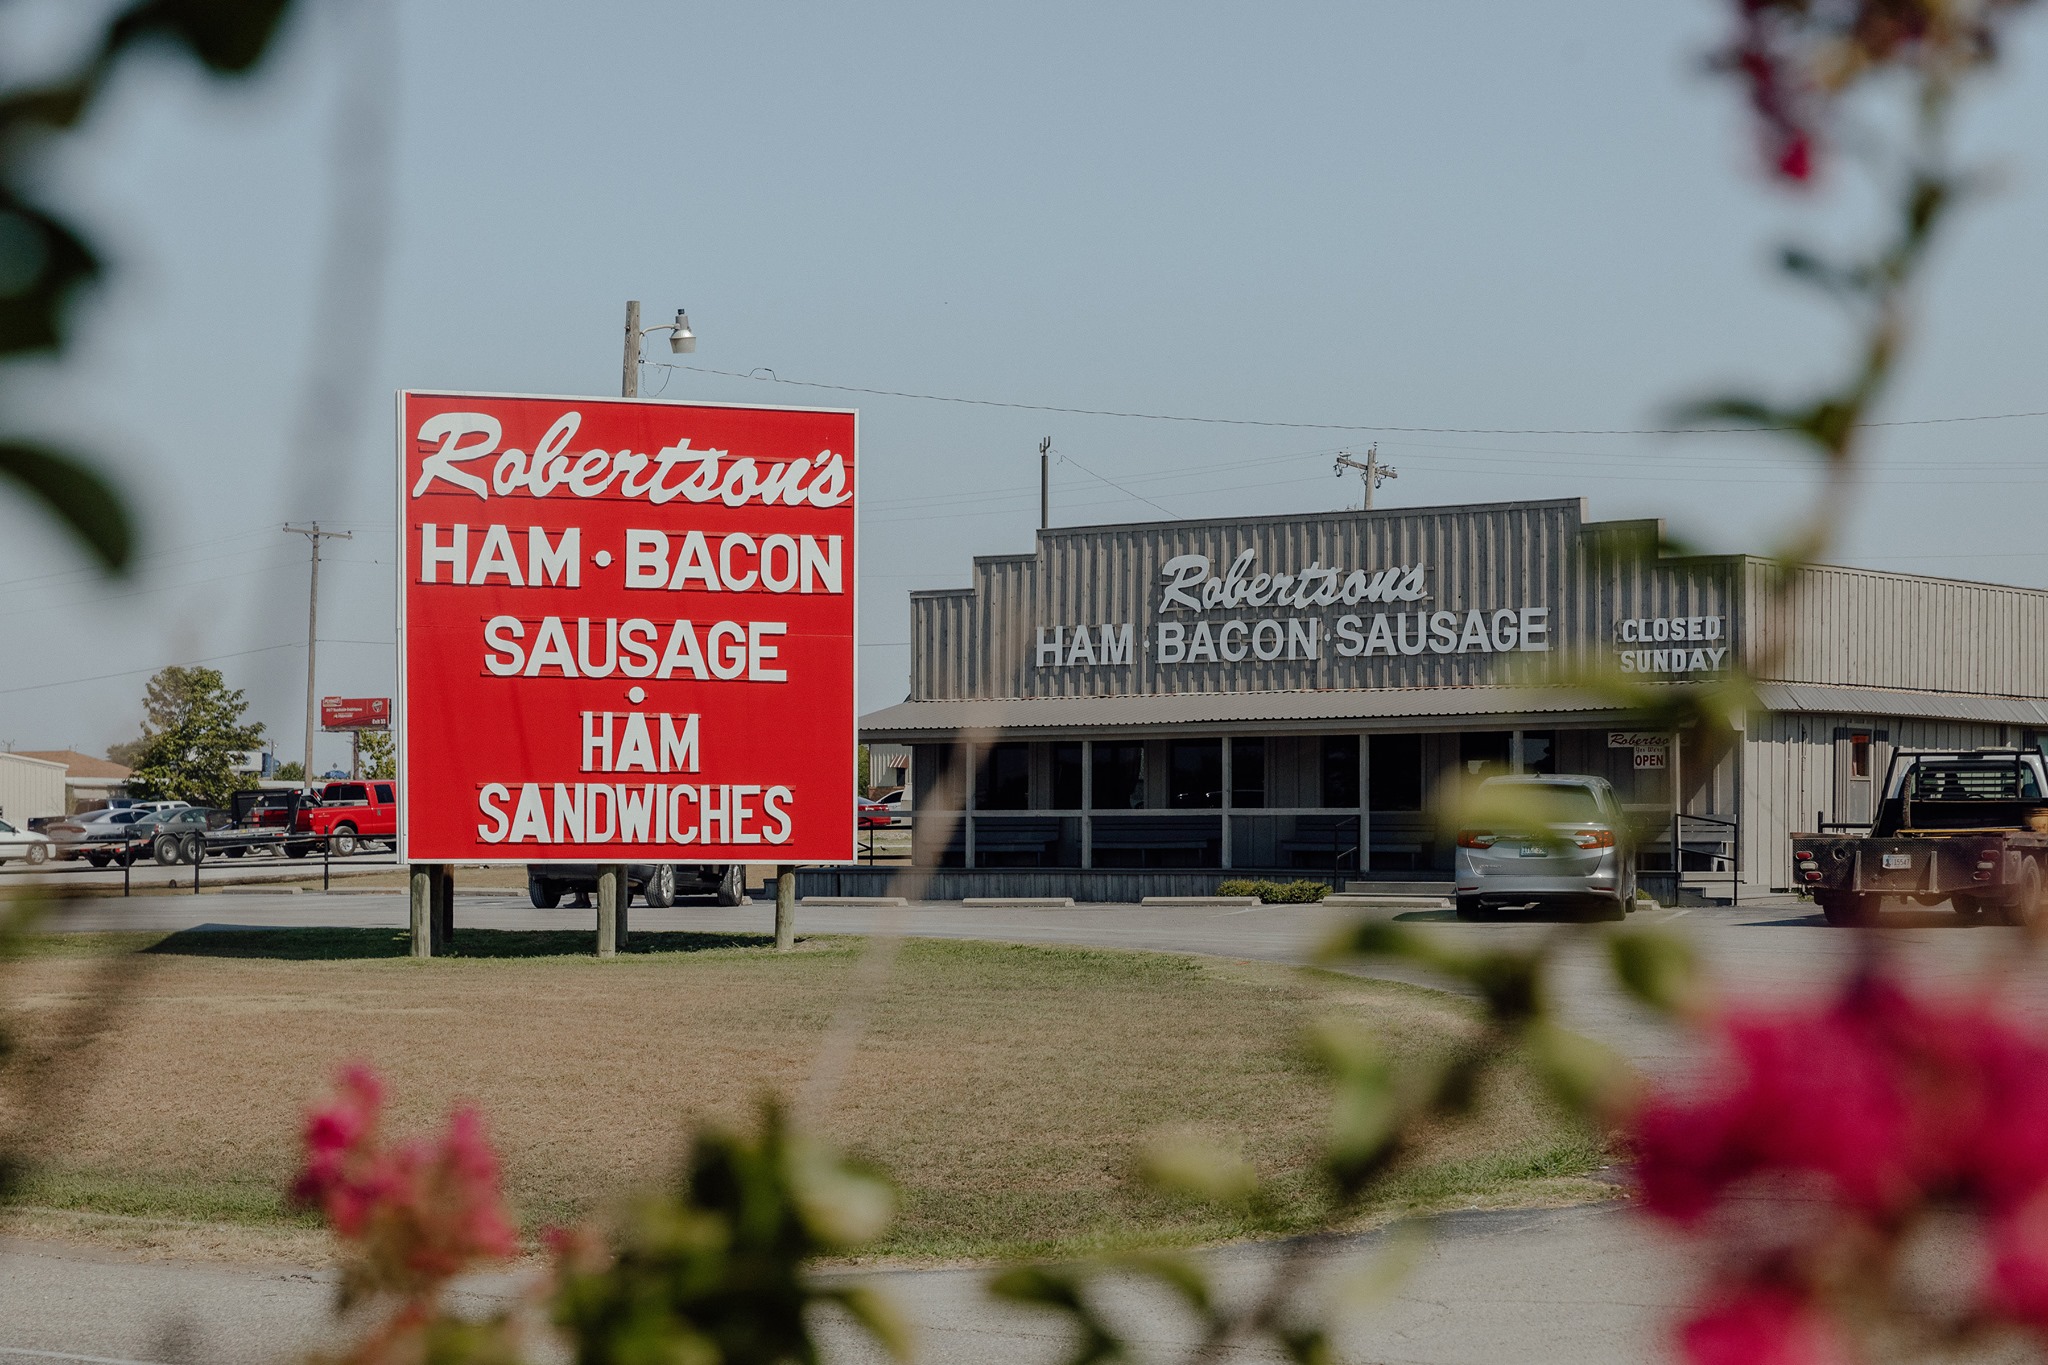 Robertson's
HAM • BACON
SAUSAGE
•
HAM
SANDWICHES
Robertson's
HAM • BACON • SAUSAGE
CLOSED
SUNDAY
OPEN